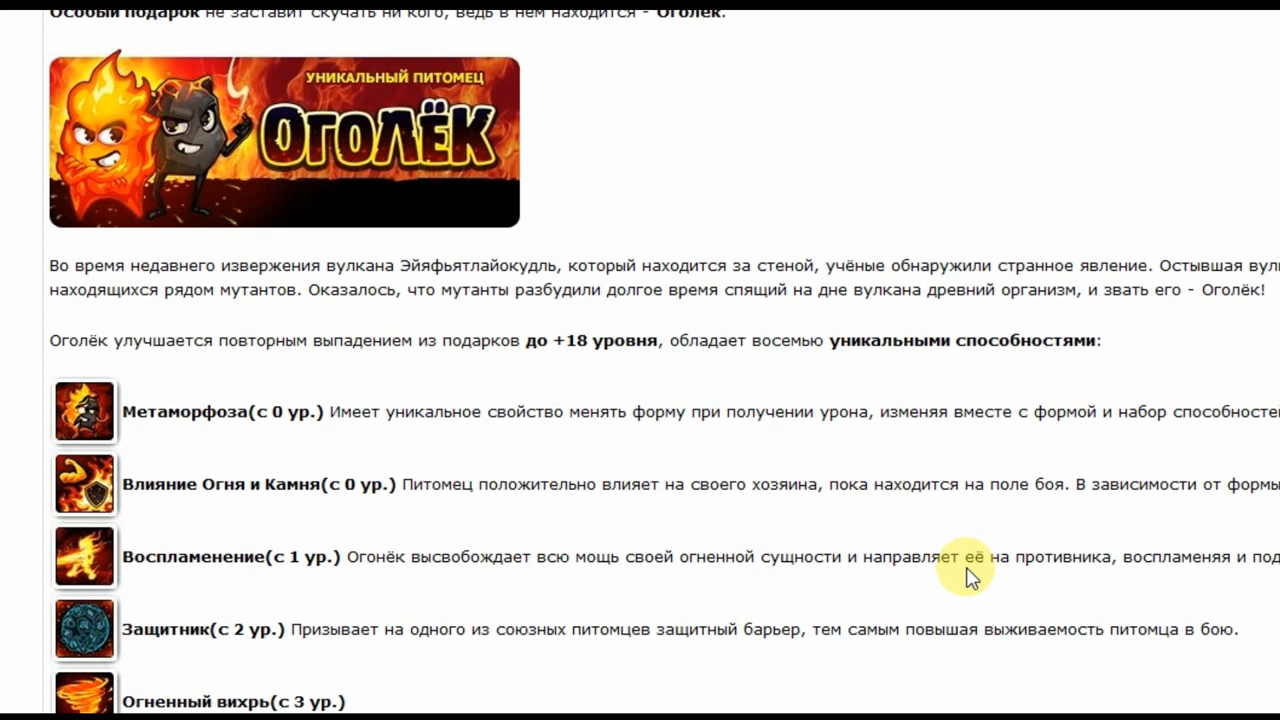 Особый подарок не заставит скучать ни кого, ведь в нём находится - Оголёк.
УНИКАЛЬНЫЙ ПИТОМЕЦ
ОГОЛЁК
Во время недавнего извержения вулкана Эйяфьятлайокудль, который находится за стеной, учёные обнаружили странное явление. Остывшая
находящихся рядом мутантов. Оказалось, что мутанты разбудили долгое время спящий на дне вулкана древний организм, и звать его - Оголёк!
Оголёк улучшается повторным выпадением из подарков до +18 уровня, обладает восемью уникальными способностями:
Метаморфоза(с 0 ур.) Имеет уникальное свойство менять форму при получении урона, изменяя вместе с формой и набор способностей
Влияние Огня и Камня(с 0 ур.) Питомец положительно влияет на своего хозяина, пока находится на поле боя. В зависимости от формы
Воспламенение(с 1 ур.) Огонёк высвобождает всю мощь своей огненной сущности и направляет её на противника, воспламеняя и под
Защитник(с 2 ур.) Призывает на одного из союзных питомцев защитный барьер, тем самым повышая выживаемость питомца в бою.
Огненный вихрь(с 3 ур.)